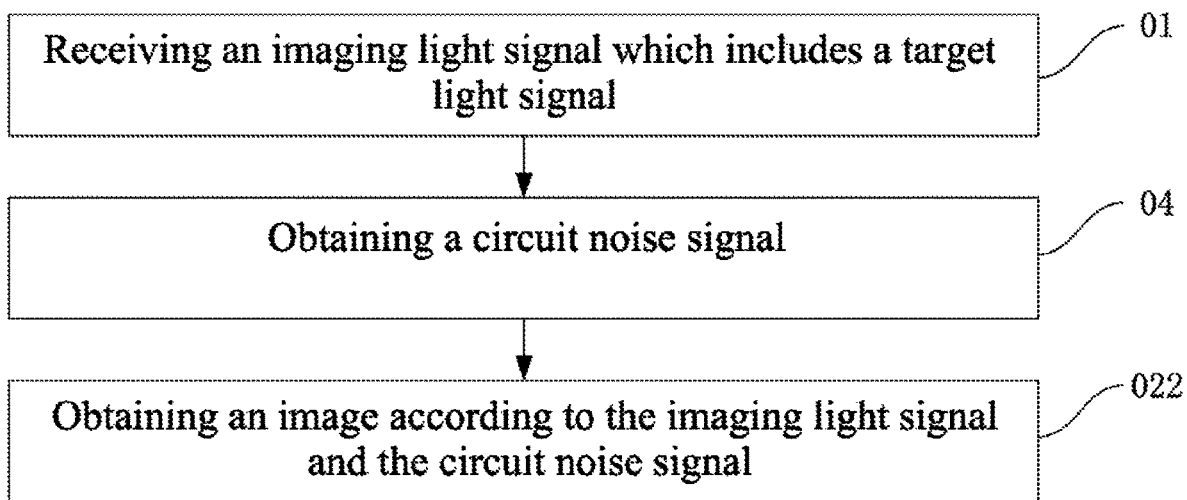 Receiving an imaging light signal which includes a target
light signal
01
Obtaining a circuit noise signal
04
Obtaining an image according to the imaging light signal
and the circuit noise signal
022